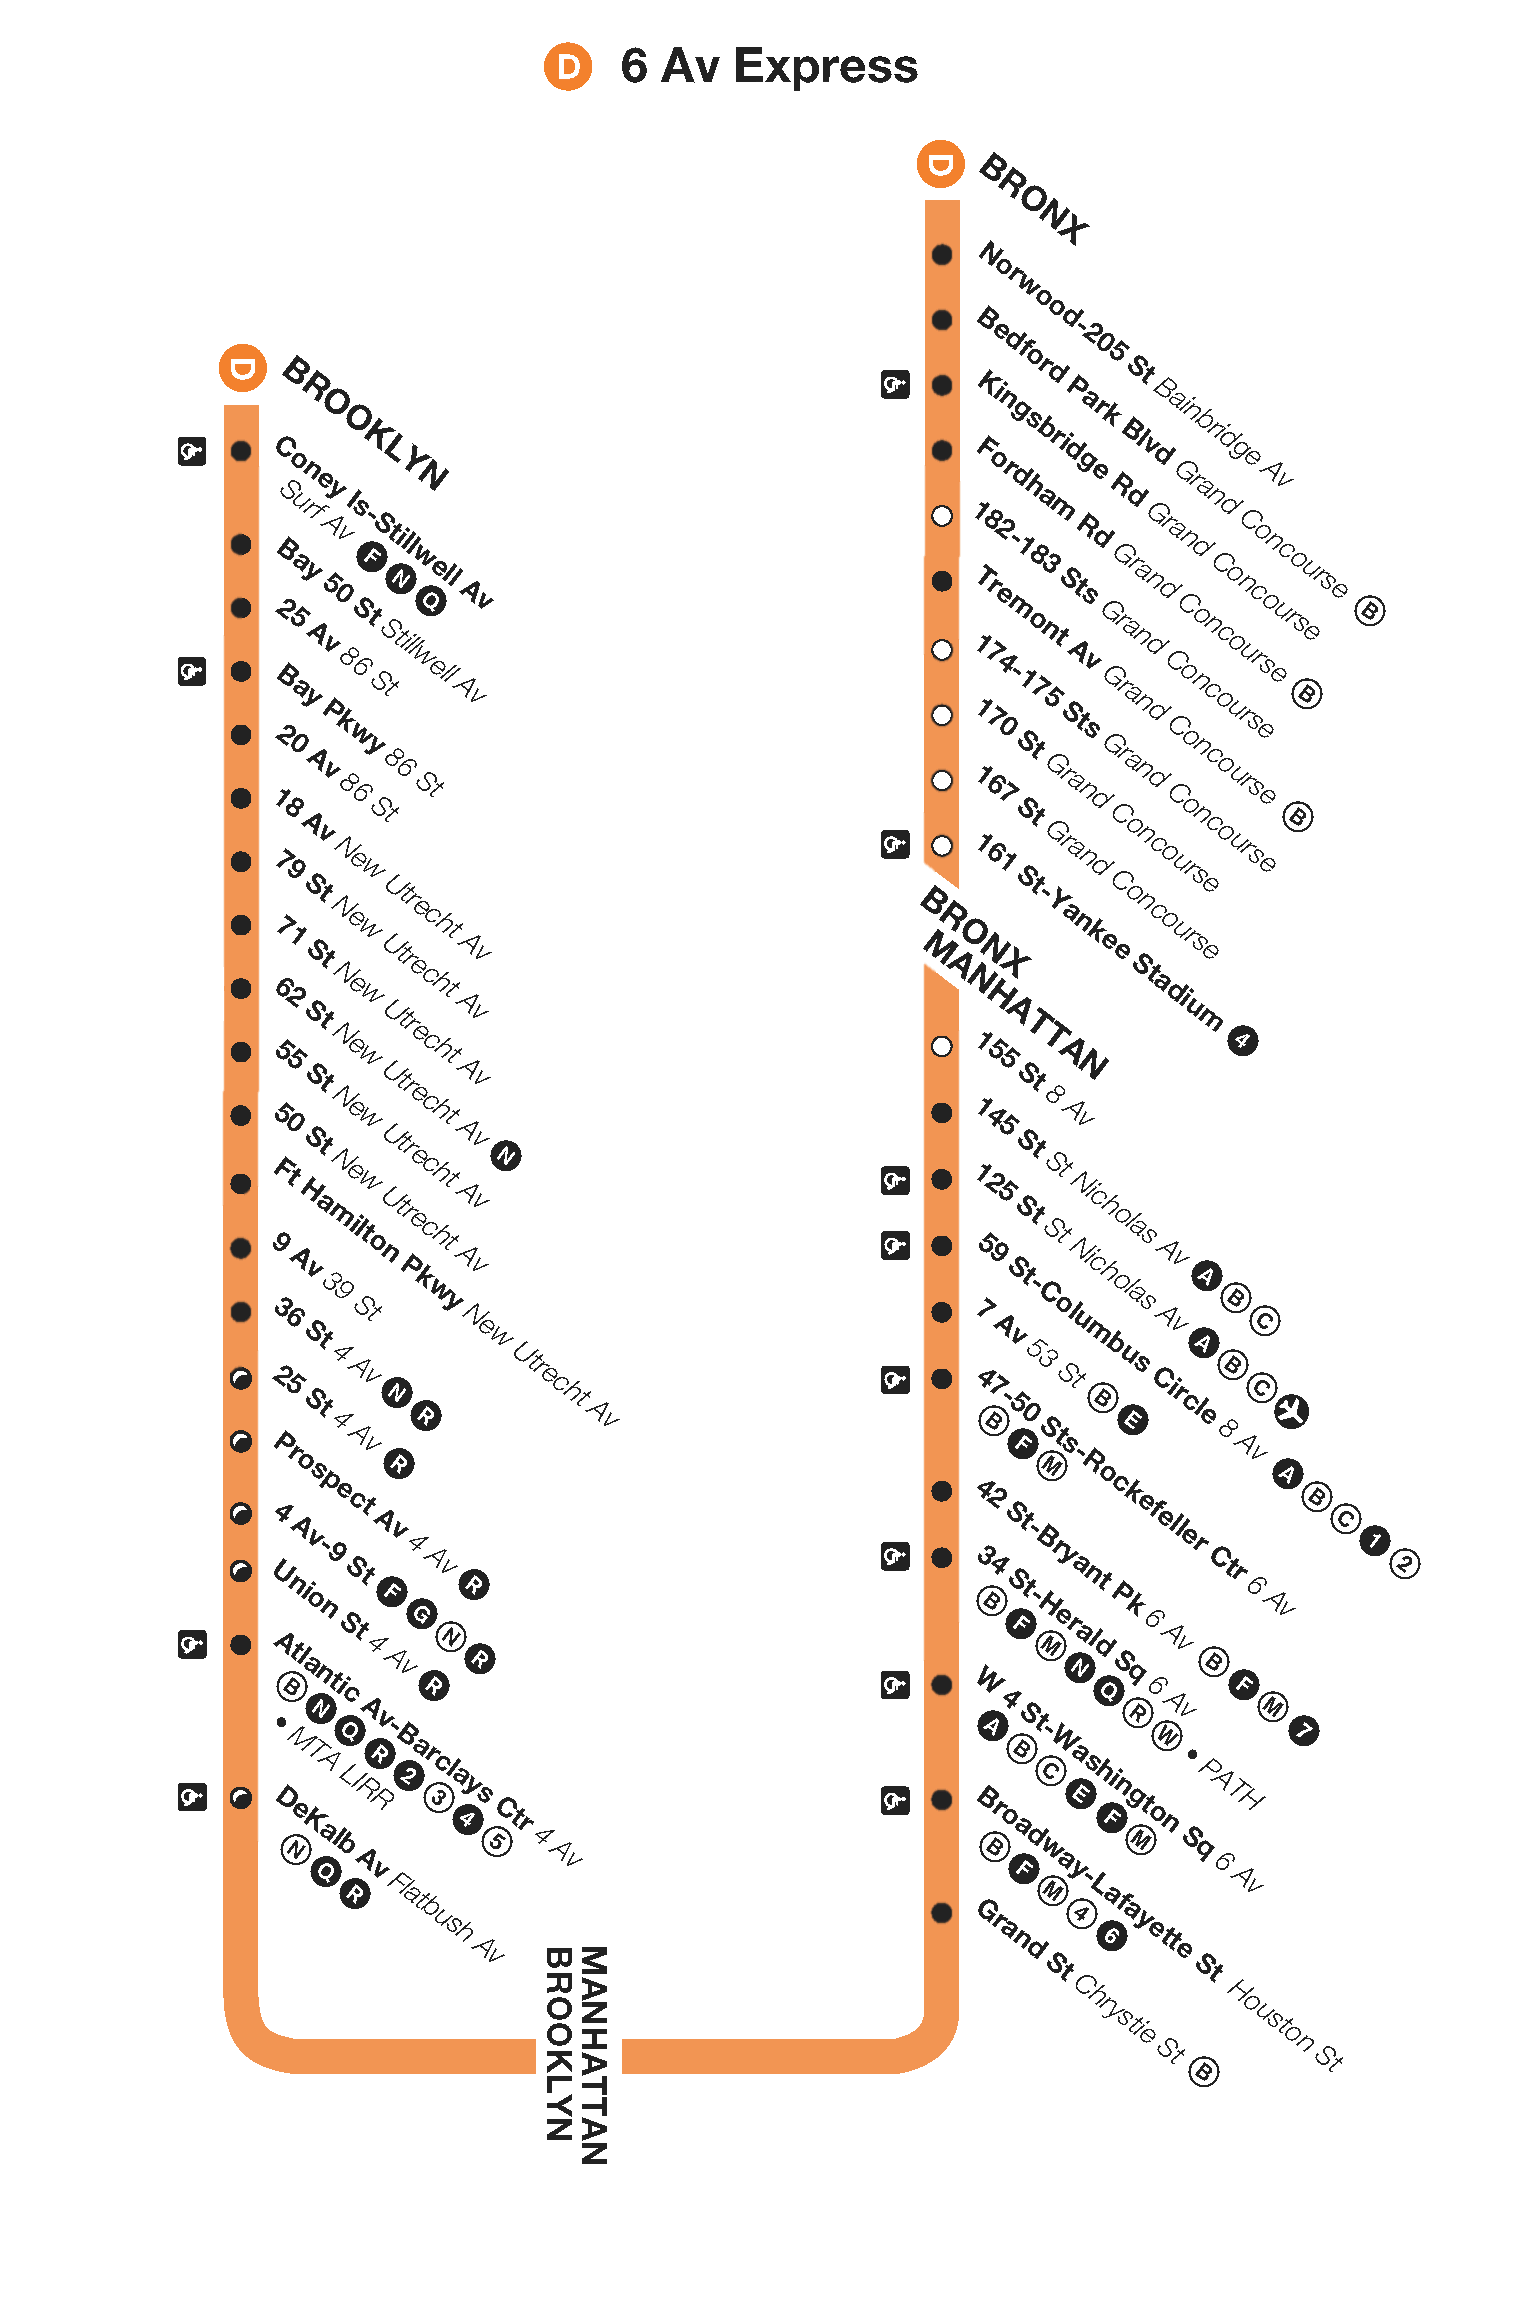 D 6 Av Express
D BROOKLYN
Coney Is-Stillwell Av
Surf Av F N Q
Bay 50 St Stillwell Av
25 Av 86 St
Bay Pkwy 86 St
20 Av 86 St
18 Av New Utrecht Av
79 St New Utrecht Av
71 St New Utrecht Av
62 St New Utrecht Av N
55 St New Utrecht Av
50 St New Utrecht Av
Ft Hamilton Pkwy New Utrecht Av
9 Av 39 St
36 St 4 Av N R
25 St 4 Av R
Prospect Av 4 Av R
4 Av-9 St F G N R
Union St 4 Av R
Atlantic Av-Barclays Ctr 4 Av
B N Q R 2 3 4 5
• MTA LIRR
DeKalb Av Flatbush Av
N Q R
MANHATTAN
BROOKLYN
D BRONX
Norwood-205 St Bainbridge Av
Bedford Park Blvd Grand Concourse B
Kingsbridge Rd Grand Concourse
Fordham Rd Grand Concourse B
182-183 Sts Grand Concourse
Tremont Av Grand Concourse B
174-175 Sts Grand Concourse
170 St Grand Concourse
167 St Grand Concourse
161 St-Yankee Stadium 4
BRONX
MANHATTAN
155 St 8 Av
145 St St Nicholas Av A B C
125 St St Nicholas Av A B C
59 St-Columbus Circle 8 Av A B C 1 2
7 Av 53 St B E
47-50 Sts-Rockefeller Ctr 6 Av
B F M
42 St-Bryant Pk 6 Av B F M 7
34 St-Herald Sq 6 Av
B F M N Q R W • PATH
W 4 St-Washington Sq 6 Av
A B C E F M
Broadway-Lafayette St Houston St
B F M 4 6
Grand St Chrystie St B